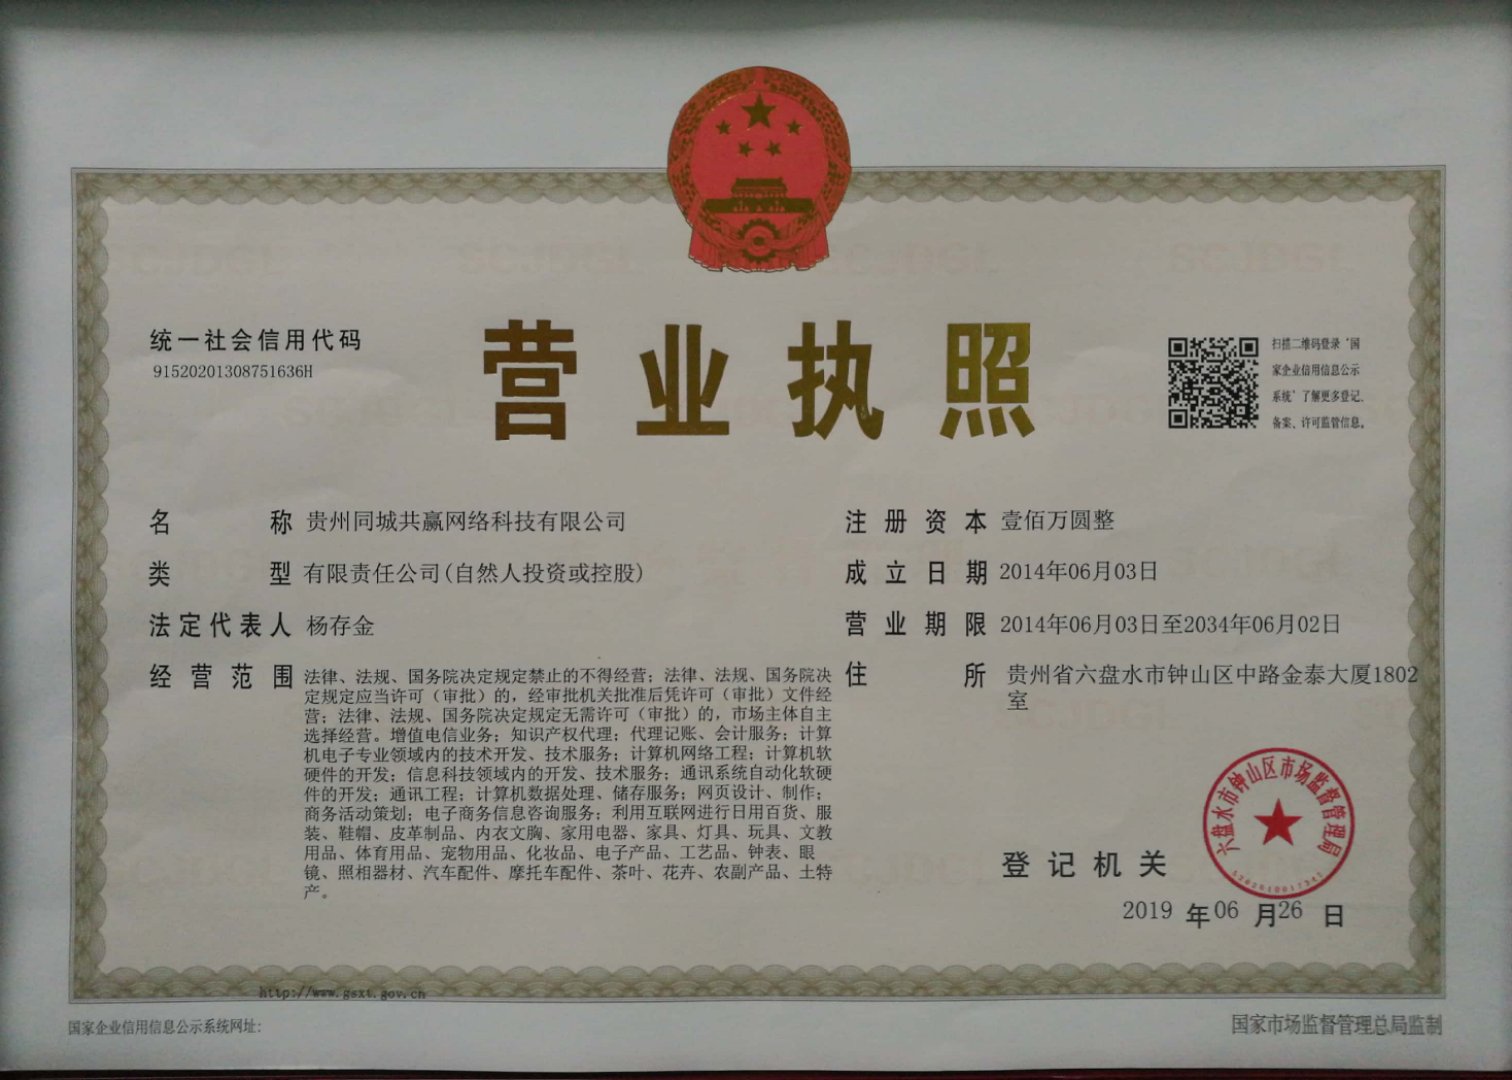 统一社会信用代码
91520201308751636H
营业执照
扫描二维码登录‘国
家企业信用信息公示
系统’了解更多登记、
备案、许可监管信息。
名称 贵州同城共赢网络科技有限公司
类型 有限责任公司(自然人投资或控股)
法定代表人 杨存金
经营范围 法律、法规、国务院决定规定禁止的不得经营；法律、法规、国务院决
定规定应当许可（审批）的，经审批机关批准后凭许可（审批）文件经
营；法律、法规、国务院决定规定无需许可（审批）的，市场主体自主
选择经营。增值电信业务；知识产权代理；代理记账、会计服务；计算
机电子专业领域内的技术开发、技术服务；计算机网络工程；计算机软
硬件的开发；信息科技领域内的开发、技术服务；通讯系统自动化软硬
件的开发；通讯工程；计算机数据处理、储存服务；网页设计、制作；
商务活动策划；电子商务信息咨询服务；利用互联网进行日用百货、服
装、鞋帽、皮革制品、内衣文胸、家用电器、家具、灯具、玩具、文教
用品、体育用品、宠物用品、化妆品、电子产品、工艺品、钟表、眼
镜、照相器材、汽车配件、摩托车配件、茶叶、花卉、农副产品、土特
产。
注册资本 壹佰万圆整
成立日期 2014年06月03日
营业期限 2014年06月03日至2034年06月02日
住所 贵州省六盘水市钟山区中路金泰大厦1802
室
六盘水市钟山区市场监督管理局
登记机关
2019年06月26日
http://www.gsxt.gov.cn
国家企业信用信息公示系统网址：
国家市场监督管理总局监制